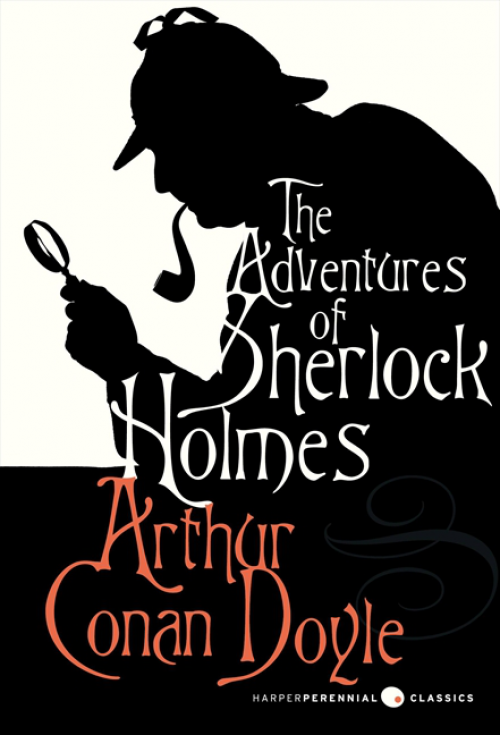 The
Adventures
of
Sherlock
Holmes
Arthur
Conan Doyle
HARPERPERENNIAL CLASSICS